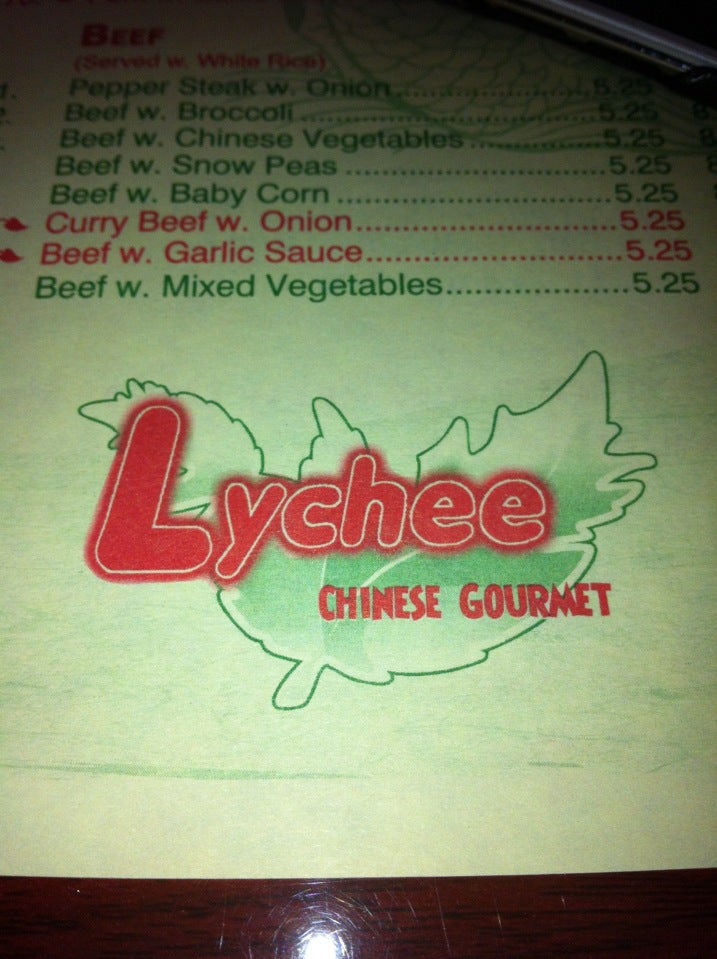 BEEF
(Served w. White Rice)
Pepper Steak w. Onion..................5.25
Beef w. Broccoli..............................5.25
Beef w. Chinese Vegetables...............5.25
Beef w. Snow Peas..............................5.25
Beef w. Baby Corn..............................5.25
Curry Beef w. Onion..............................5.25
Beef w. Garlic Sauce..............................5.25
Beef w. Mixed Vegetables...................5.25
Lychee
CHINESE GOURMET